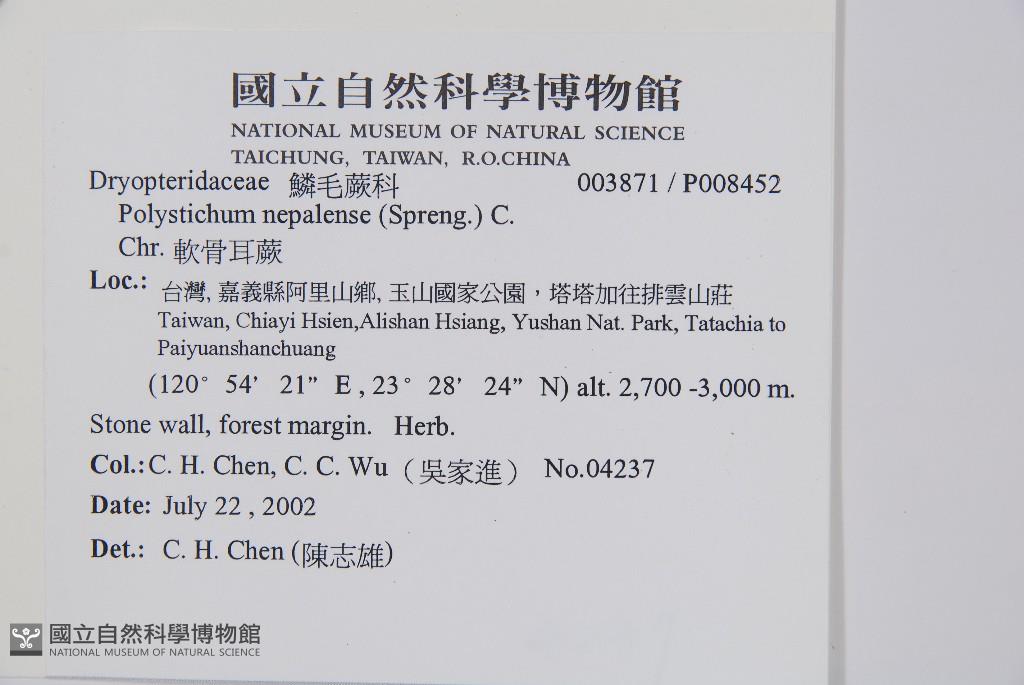 國立自然科學博物館
NATIONAL MUSEUM OF NATURAL SCIENCE
TAICHUNG, TAIWAN, R.O.CHINA
Dryopteridaceae 鱗毛蕨科 003871 / P008452
Polystichum nepalense (Spreng.) C.
Chr. 軟骨耳蕨
Loc.: 台灣, 嘉義縣阿里山鄉, 玉山國家公園，塔塔加往排雲山莊
Taiwan, Chiayi Hsien,Alishan Hsiang, Yushan Nat. Park, Tatachia to
Paiyuanshanchuang
(120° 54’ 21” E , 23° 28’ 24” N) alt. 2,700 -3,000 m.
Stone wall, forest margin. Herb.
Col.: C. H. Chen, C. C. Wu （吳家進） No.04237
Date: July 22 , 2002
Det.: C. H. Chen (陳志雄)
國立自然科學博物館
NATIONAL MUSEUM OF NATURAL SCIENCE